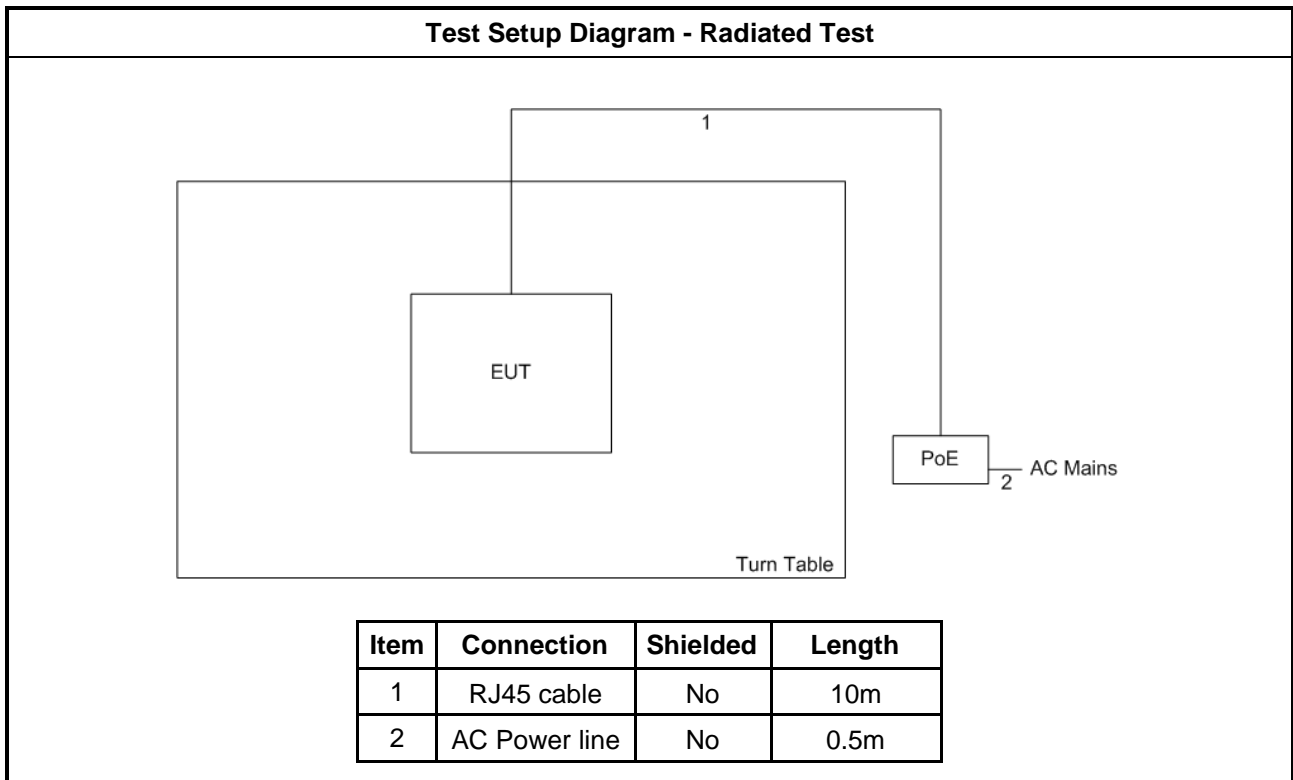 Test Setup Diagram - Radiated Test
1
EUT
PoE
2
AC Mains
Turn Table
Item Connection Shielded Length
1 RJ45 cable No 10m
2 AC Power line No 0.5m